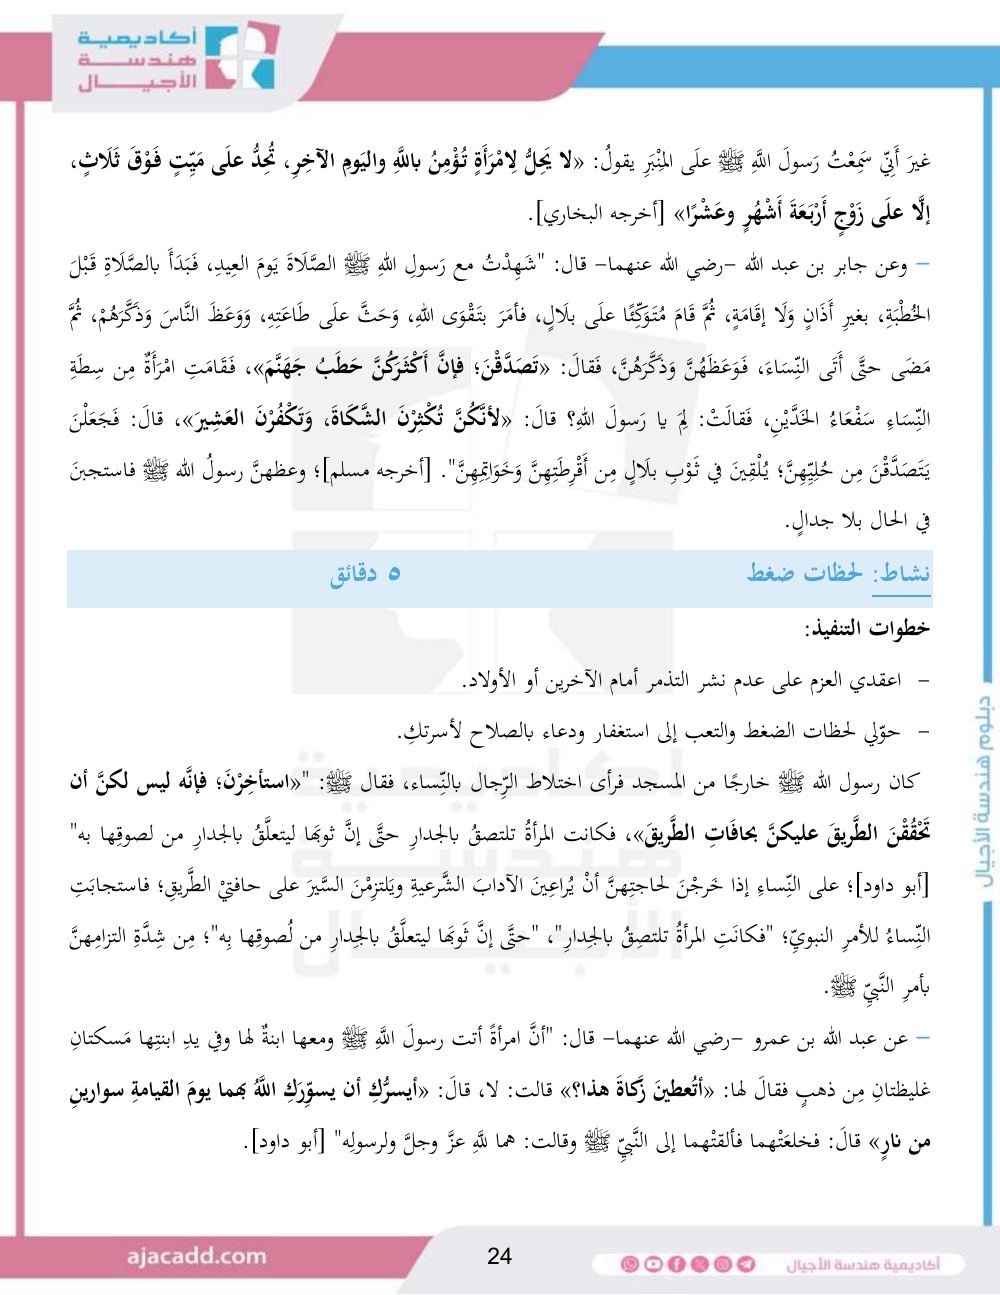 أكاديمية
هندسة
الأجيال
غيرَ أَنِّي سَمِعْتُ رَسولَ اللَّهِ ﷺ علَى المِنْبَرِ يقولُ: «لا يَحِلُّ لِامْرَأَةٍ تُؤْمِنُ باللَّهِ واليَومِ الآخِرِ، تُحِدُّ علَى مَيِّتٍ فَوْقَ ثَلَاثٍ،
إلَّا علَى زَوْجٍ أَرْبَعَةَ أَشْهُرٍ وعَشْرًا» [أخرجه البخاري].
– وعن جابر بن عبد الله –رضي الله عنهما– قال: "شَهِدْتُ مع رَسولِ اللهِ ﷺ الصَّلَاةَ يَومَ العِيدِ، فَبَدَأَ بالصَّلَاةِ قَبْلَ
الخُطْبَةِ، بغيرِ أَذَانٍ وَلَا إقَامَةٍ، ثُمَّ قَامَ مُتَوَكِّئًا علَى بلَالٍ، فأمَرَ بتَقْوَى اللهِ، وَحَثَّ علَى طَاعَتِهِ، وَوَعَظَ النَّاسَ وَذَكَّرَهُمْ، ثُمَّ
مَضَى حتَّى أَتَى النِّسَاءَ، فَوَعَظَهُنَّ وَذَكَّرَهُنَّ، فَقالَ: «تَصَدَّقْنَ؛ فإنَّ أَكْثَرَكُنَّ حَطَبُ جَهَنَّمَ»، فَقَامَتِ امْرَأَةٌ مِن سِطَةِ
النِّسَاءِ سَفْعَاءُ الخَدَّيْنِ، فَقالَتْ: لِمَ يا رَسولَ اللهِ؟ قالَ: «لأنَّكُنَّ تُكْثِرْنَ الشَّكَاةَ، وَتَكْفُرْنَ العَشِيرَ»، قالَ: فَجَعَلْنَ
يَتَصَدَّقْنَ مِن حُلِيِّهِنَّ؛ يُلْقِينَ في ثَوْبِ بلَالٍ مِن أَقْرِطَتِهِنَّ وَخَوَاتِمِهِنَّ". [أخرجه مسلم]؛ وعظهنَّ رسولُ الله ﷺ فاستجبنَ
في الحال بلا جدالٍ.
نشاط: لحظات ضغط ٥ دقائق
خطوات التنفيذ:
– اعقدي العزم على عدم نشر التذمر أمام الآخرين أو الأولاد.
– حوّلي لحظات الضغط والتعب إلى استغفار ودعاء بالصلاح لأسرتكِ.
كان رسول الله ﷺ خارجًا من المسجد فرأى اختلاط الرِّجال بالنِّساء، فقال ﷺ: "«استأخِرْنَ؛ فإنَّه ليس لكنَّ أن
تَحْقُقْنَ الطَّريقَ عليكنَّ بحافَاتِ الطَّريقَ»، فكانت المرأةُ تلتصقُ بالجدارِ حتَّى إنَّ ثوبَها ليتعلَّقُ بالجدارِ من لصوقِها به"
[أبو داود]؛ على النِّساءِ إذا خَرجْنَ لحاجتِهنَّ أنْ يُراعِينَ الآدابَ الشَّرعيةِ ويَلتزِمْنَ السَّيرَ على حافتيْ الطَّريقِ؛ فاستجابَتِ
النِّساءُ للأمرِ النبويِّ؛ "فكانَتِ المرأةُ تلتصِقُ بالجدارِ"، "حتَّى إنَّ ثَوبَها ليتعلَّقُ بالجدارِ من لُصوقِها بِه"؛ مِن شِدَّةِ التزامِهنَّ
بأمرِ النَّبيِّ ﷺ.
– عن عبد الله بن عمرو –رضي الله عنهما– قال: "أنَّ امرأةً أتت رسولَ اللَّهِ ﷺ ومعها ابنةٌ لها وفي يدِ ابنتِها مَسكتانِ
غليظتانِ مِن ذهبٍ فقالَ لها: «أتُعطينَ زَكاةَ هذا؟» قالت: لا، قالَ: «أيسرُّكِ أن يسوِّرَكِ اللَّهُ بهما يومَ القيامةِ سوارينِ
من نارٍ» قالَ: فخلعَتْهما فألقتْهما إلى النَّبيِّ ﷺ وقالت: هما للَّهِ عزَّ وجلَّ ولرسولِه" [أبو داود].
دبلوم هندسة الأجيال
ajacadd.com
24
أكاديمية هندسة الأجيال